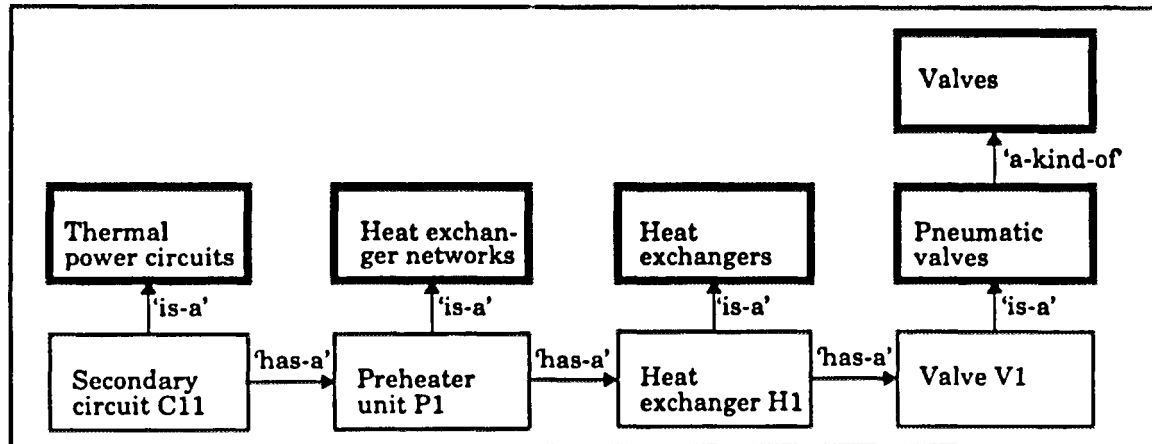 Valves
'a-kind-of'
Thermal
power circuits
Heat exchan-
ger networks
Heat
exchangers
Pneumatic
valves
'is-a'
'is-a'
'is-a'
'is-a'
Secondary
circuit C11
'has-a'
Preheater
unit P1
'has-a'
Heat
exchanger H1
'has-a'
Valve V1